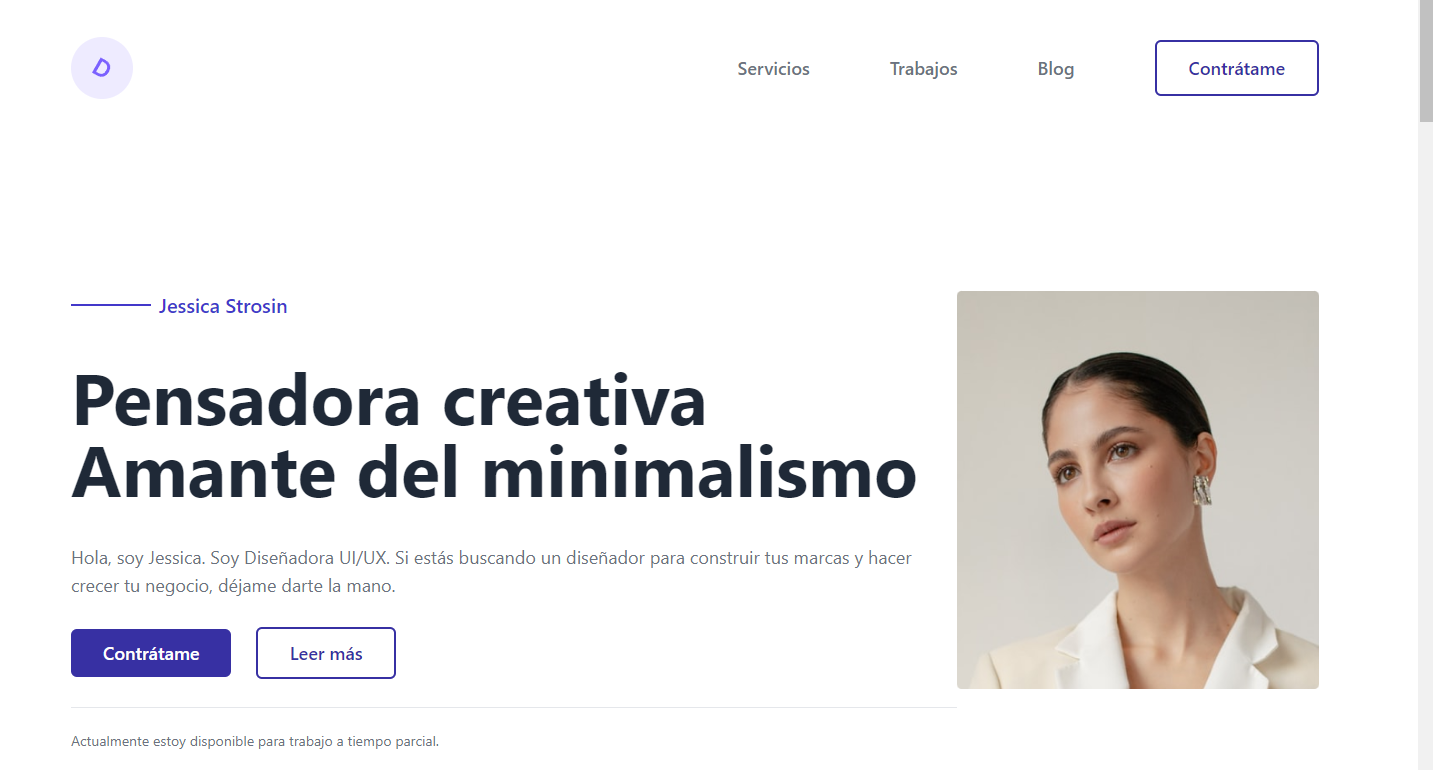 D
Servicios
Trabajos
Blog
Contrátame
Jessica Strosin
Pensadora creativa
Amante del minimalismo
Hola, soy Jessica. Soy Diseñadora UI/UX. Si estás buscando un diseñador para construir tus marcas y hacer
crecer tu negocio, déjame darte la mano.
Contrátame
Leer más
Actualmente estoy disponible para trabajo a tiempo parcial.